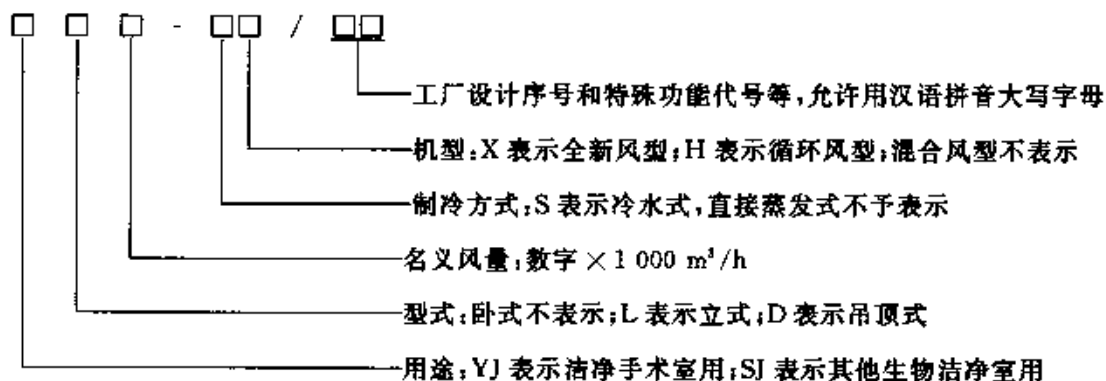 □ □ □ - □□ / □□
工厂设计序号和特殊功能代号等,允许用汉语拼音大写字母
机型:X 表示全新风型;H 表示循环风型;混合风型不表示
制冷方式:S 表示冷水式,直接蒸发式不予表示
名义风量:数字 × 1 000 m³/h
型式:卧式不表示;L 表示立式;D 表示吊顶式
用途:YJ 表示洁净手术室用;SJ 表示其他生物洁净室用